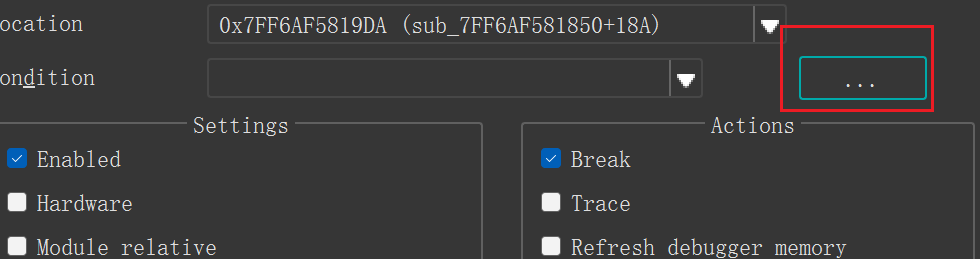 ocation 0x7FF6AF5819DA (sub_7FF6AF581850+18A)
ondition ...
Settings
Enabled
Hardware
Module relative
Actions
Break
Trace
Refresh debugger memory